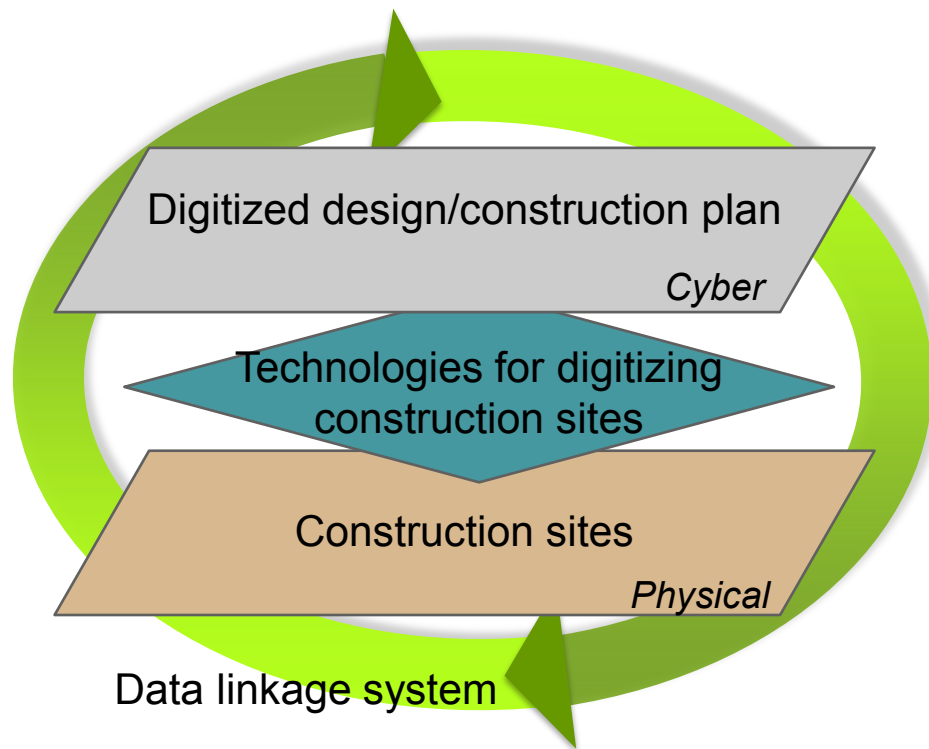 Digitized design/construction plan
Cyber
Technologies for digitizing
construction sites
Construction sites
Physical
Data linkage system